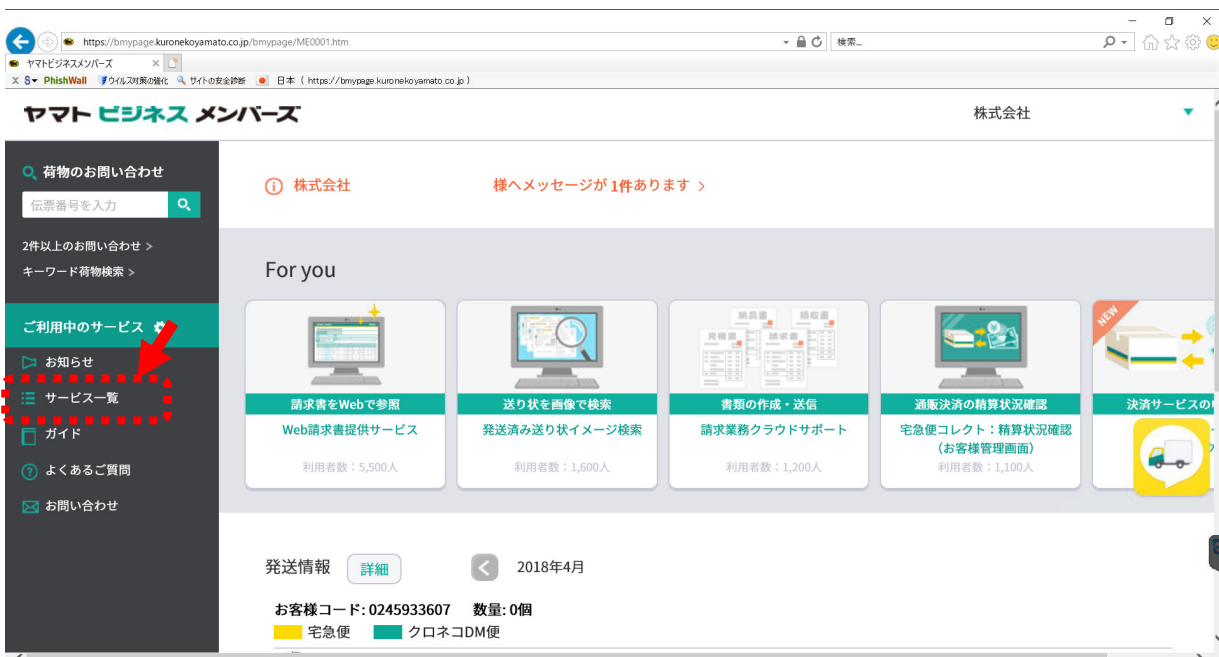 https://bmypage.kuronekoyamato.co.jp/bmypage/ME0001.htm
検索...
ヤマトビジネスメンバーズ
PhishWall ウイルス対策の強化 サイトの安全診断 日本 ( https://bmypage.kuronekoyamato.co.jp )
ヤマト ビジネス メンバーズ
株式会社
荷物のお問い合わせ
伝票番号を入力
2件以上のお問い合わせ >
キーワード荷物検索 >
ご利用中のサービス
お知らせ
サービス一覧
ガイド
よくあるご質問
お問い合わせ
株式会社 様へメッセージが 1件あります >
For you
請求書をWebで参照
Web請求書提供サービス
利用者数：5,500人
送り状を画像で検索
発送済み送り状イメージ検索
利用者数：1,600人
納品書 領収書
見積書 請求書
書類の作成・送信
請求業務クラウドサポート
利用者数：1,200人
通販決済の精算状況確認
宅急便コレクト：精算状況確認
（お客様管理画面）
利用者数：1,100人
NEW
決済サービスの
発送情報 詳細 2018年4月
お客様コード: 0245933607 数量: 0個
宅急便 クロネコDM便